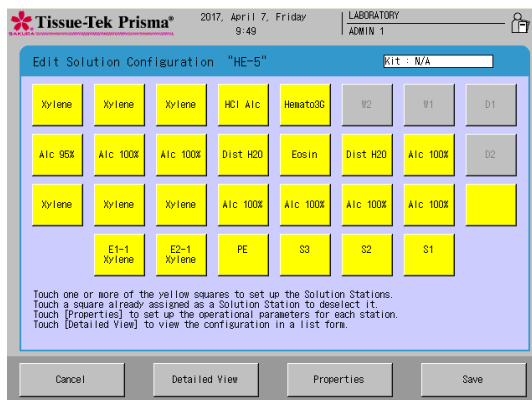 Tissue-Tek Prisma®
SAKURA
2017, April 7, Friday
9:49
LABORATORY
ADMIN 1
Edit Solution Configuration "HE-5"
Kit : N/A
Xylene Xylene Xylene HCl Alc Hemato3G W2 W1 D1
Alc 95% Alc 100% Alc 100% Dist H2O Eosin Dist H2O Alc 100% D2
Xylene Xylene Xylene Alc 100% Alc 100% Alc 100% Alc 100%
E1-1 E2-1 PE S3 S2 S1
Xylene Xylene
Touch one or more of the yellow squares to set up the Solution Stations.
Touch a square already assigned as a Solution Station to deselect it.
Touch [Properties] to set up the operational parameters for each station.
Touch [Detailed View] to view the configuration in a list form.
Cancel Detailed View Properties Save